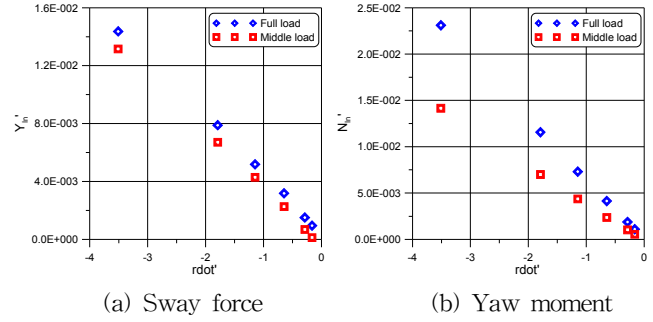 1.6E-002
Full load
Middle load
1.2E-002
Y_In'
8.0E-003
4.0E-003
0.0E+000
-4 -3 -2 -1 0
rdot'
(a) Sway force
2.5E-002
Full load
Middle load
2.0E-002
1.5E-002
N_In'
1.0E-002
5.0E-003
0.0E+000
-4 -3 -2 -1 0
rdot'
(b) Yaw moment